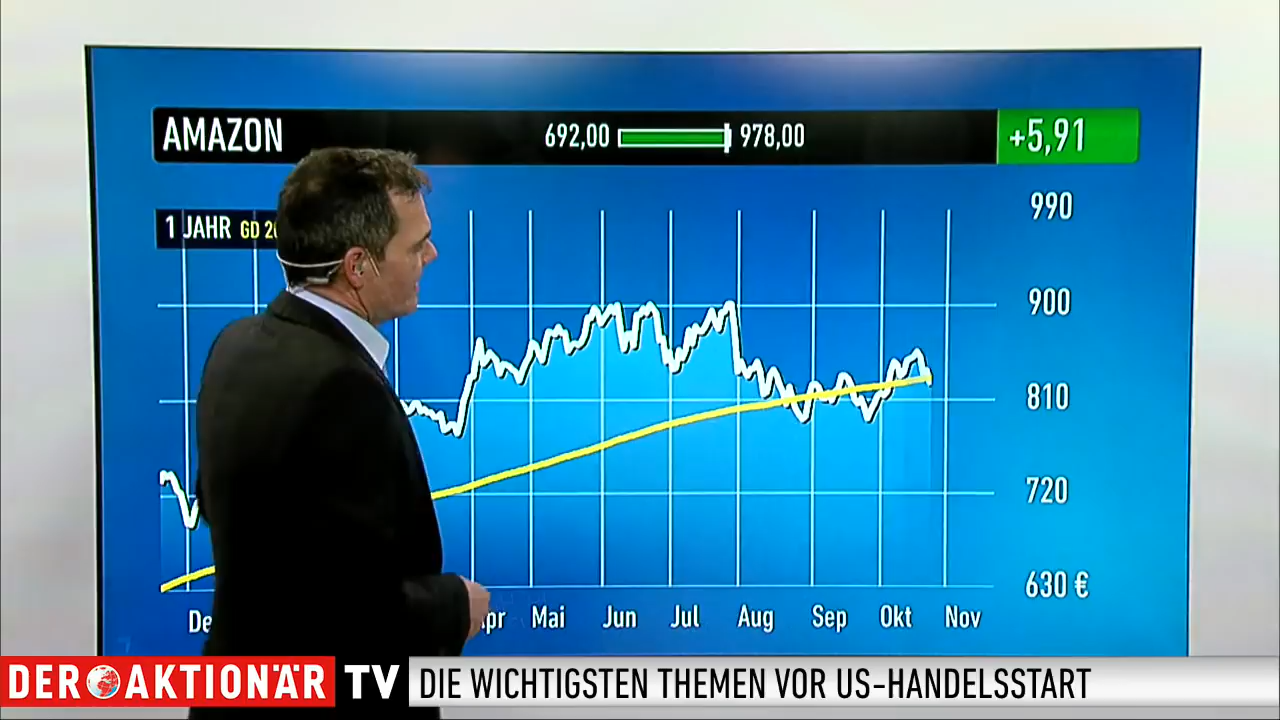 AMAZON 692,00 978,00 +5,91
1 JAHR GD
990
900
810
720
630 €
Mai Jun Jul Aug Sep Okt Nov
DER AKTIONÄR TV DIE WICHTIGSTEN THEMEN VOR US-HANDELSSTART